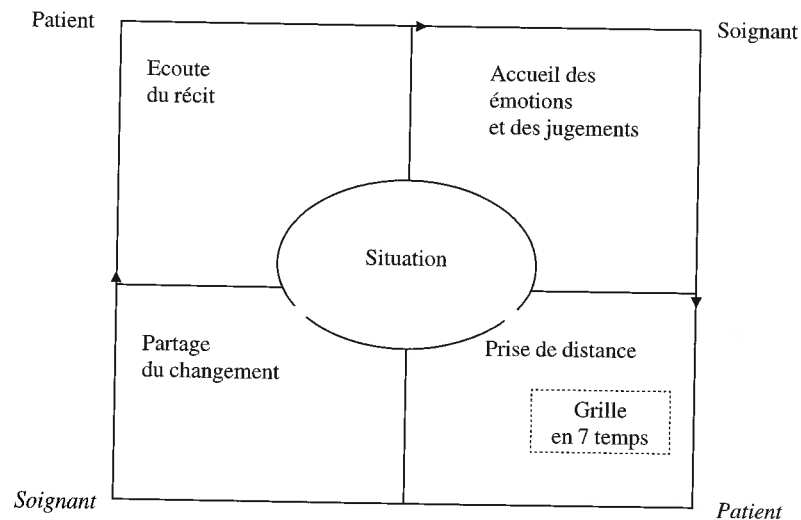 Patient
Soignant
Ecoute
du récit
Accueil des
émotions
et des jugements
Situation
Partage
du changement
Prise de distance
Grille
en 7 temps
Soignant
Patient